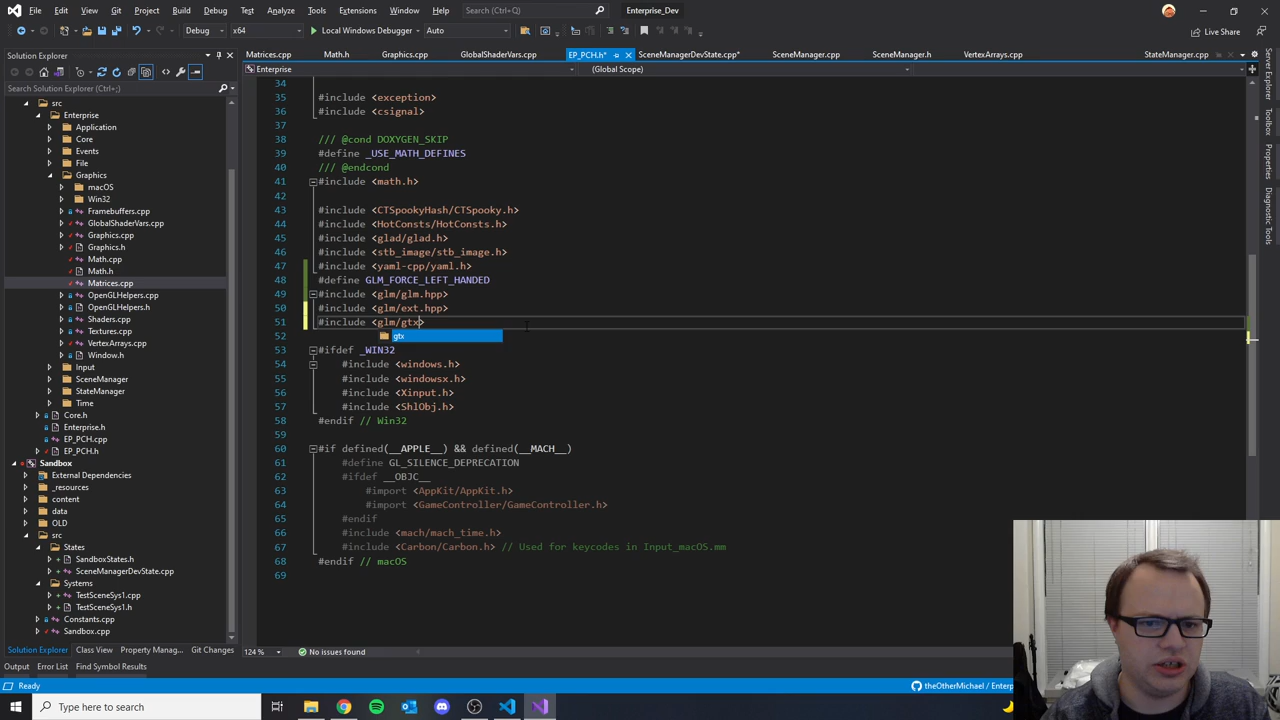 File Edit View Git Project Build Debug Test Analyze Tools Extensions Window Help Search (Ctrl+Q) Enterprise_Dev
Debug x64 Local Windows Debugger Auto Live Share
Solution Explorer
Matrices.cpp Math.h Graphics.cpp GlobalShaderVars.cpp EP_PCH.h* SceneManagerDevState.cpp* SceneManager.cpp SceneManager.h VertexArrays.cpp StateManager.cpp
Enterprise (Global Scope)
Search Solution Explorer (Ctrl+;)
src
Enterprise
Application
Core
Events
File
Graphics
macOS
Win32
Framebuffers.cpp
GlobalShaderVars.cpp
Graphics.cpp
Graphics.h
Math.cpp
Math.h
Matrices.cpp
OpenGLHelpers.cpp
OpenGLHelpers.h
Shaders.cpp
Textures.cpp
VertexArrays.cpp
Window.h
Input
SceneManager
StateManager
Time
Core.h
Enterprise.h
EP_PCH.cpp
EP_PCH.h
Sandbox
External Dependencies
_resources
content
data
OLD
src
States
SandboxStates.h
SceneManagerDevState.cpp
Systems
TestSceneSys1.cpp
TestSceneSys1.h
Constants.cpp
Sandbox.cpp
34
35 #include <exception>
36 #include <csignal>
37
38 /// @cond DOXYGEN_SKIP
39 #define _USE_MATH_DEFINES
40 /// @endcond
41 #include <math.h>
42
43 #include <CTSpookyHash/CTSpooky.h>
44 #include <HotConsts/HotConsts.h>
45 #include <glad/glad.h>
46 #include <stb_image/stb_image.h>
47 #include <yaml-cpp/yaml.h>
48 #define GLM_FORCE_LEFT_HANDED
49 #include <glm/glm.hpp>
50 #include <glm/ext.hpp>
51 #include <glm/gtx>
gtx
52
53 #ifdef _WIN32
54 #include <windows.h>
55 #include <windowsx.h>
56 #include <Xinput.h>
57 #include <ShlObj.h>
58 #endif // Win32
59
60 #if defined(__APPLE__) && defined(__MACH__)
61 #define GL_SILENCE_DEPRECATION
62 #ifdef __OBJC__
63 #import <AppKit/AppKit.h>
64 #import <GameController/GameController.h>
65 #endif
66 #include <mach/mach_time.h>
67 #include <Carbon/Carbon.h> // Used for keycodes in Input_macOS.mm
68 #endif // macOS
69
Server Explorer
Toolbox
Properties
Diagnostic Tools
Solution Explorer Class View Property Manag... Git Changes
124 % No issues found
Output Error List Find Symbol Results
Ready theOtherMichael / Enterprise
Type here to search